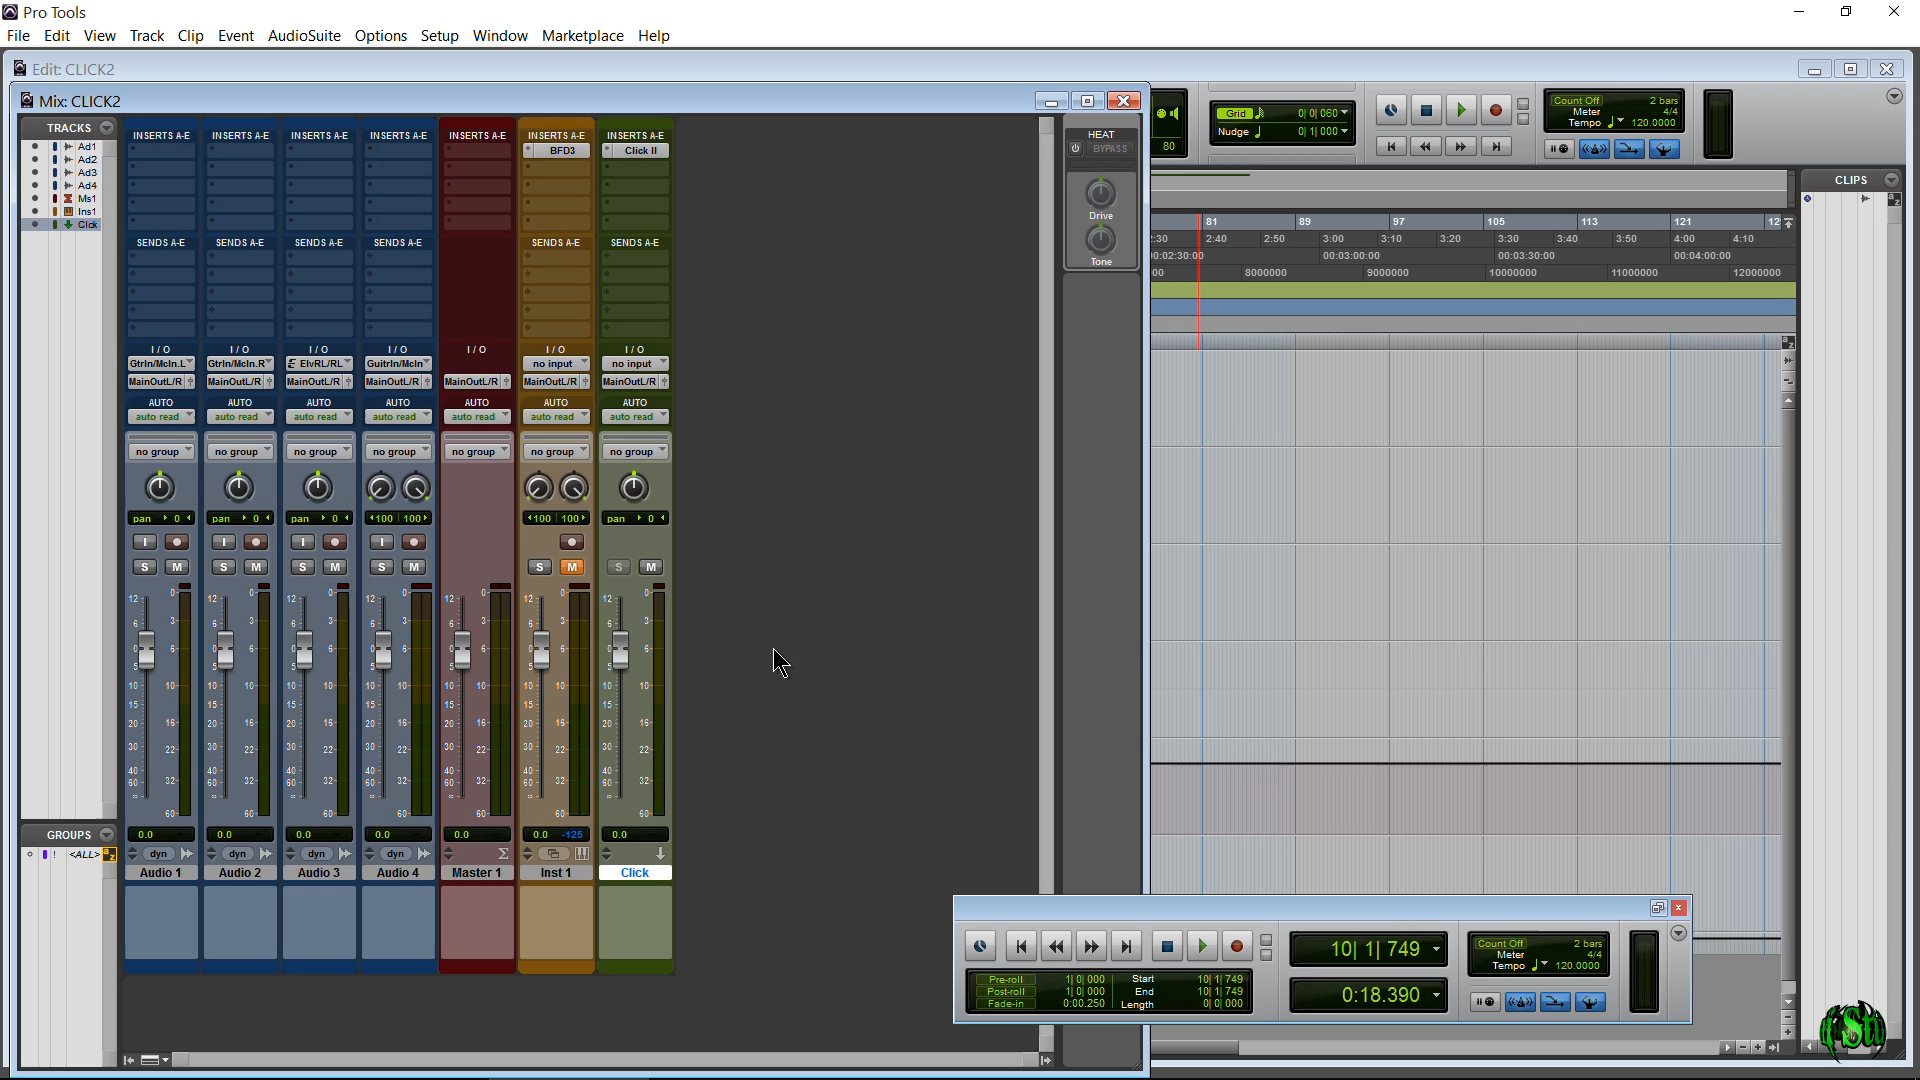 Pro Tools
File Edit View Track Clip Event AudioSuite Options Setup Window Marketplace Help
Edit: CLICK2
Mix: CLICK2
TRACKS
Ad1
Ad2
Ad3
Ad4
Ms1
Ins1
Clck
GROUPS
! <ALL> a z
INSERTS A-E INSERTS A-E INSERTS A-E INSERTS A-E INSERTS A-E INSERTS A-E INSERTS A-E
BFD3 Click II
SENDS A-E SENDS A-E SENDS A-E SENDS A-E SENDS A-E SENDS A-E
I / O I / O I / O I / O I / O I / O I / O
GtrIn/McIn.L GtrIn/McIn.R ElvRL/RL GuitrIn/McIn no input no input
MainOutL/R MainOutL/R MainOutL/R MainOutL/R MainOutL/R MainOutL/R MainOutL/R
AUTO AUTO AUTO AUTO AUTO AUTO AUTO
auto read auto read auto read auto read auto read auto read auto read
no group no group no group no group no group no group no group
pan 0 pan 0 pan 0 100 100 100 100 pan 0
I I I I
S M S M S M S M S M S M
0.0 0.0 0.0 0.0 0.0 0.0 -125 0.0
dyn dyn dyn dyn Σ
Audio 1 Audio 2 Audio 3 Audio 4 Master 1 Inst 1 Click
HEAT
BYPASS
Drive
Tone
80
Grid 0| 0| 060
Nudge 0| 1| 000
Count Off 2 bars
Meter 4/4
Tempo 120.0000
CLIPS
81 89 97 105 113 121
2:40 2:50 3:00 3:10 3:20 3:30 3:40 3:50 4:00 4:10
00:03:00:00 00:03:30:00 00:04:00:00
8000000 9000000 10000000 11000000 12000000
10| 1| 749
0:18.390
Pre-roll 1| 0| 000 Start 10| 1| 749
Post-roll 1| 0| 000 End 10| 1| 749
Fade-in 0:00.250 Length 0| 0| 000
Count Off 2 bars
Meter 4/4
Tempo 120.0000